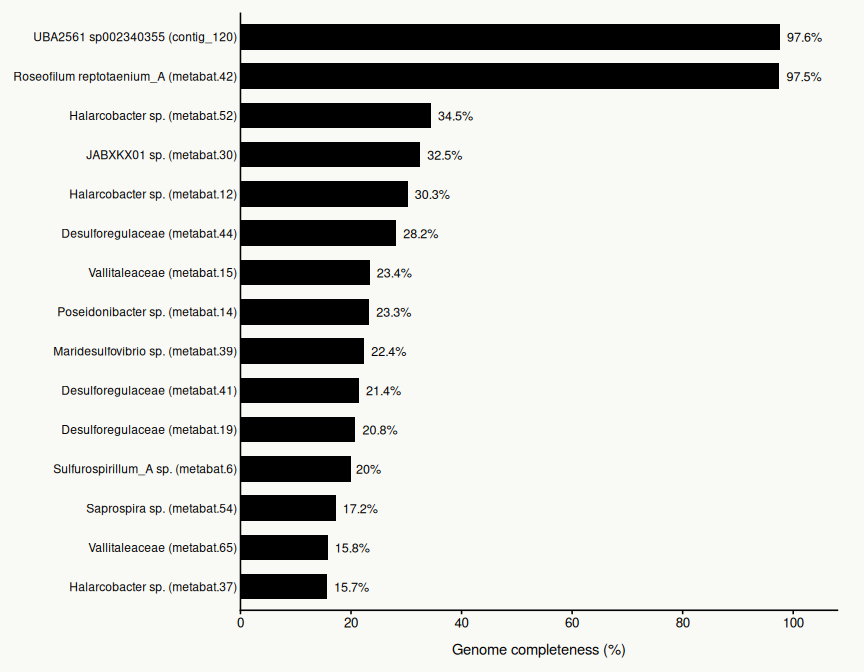 UBA2561 sp002340355 (contig_120) 97.6%
Roseofilum reptotaenium_A (metabat.42) 97.5%
Halarcobacter sp. (metabat.52) 34.5%
JABXKX01 sp. (metabat.30) 32.5%
Halarcobacter sp. (metabat.12) 30.3%
Desulforegulaceae (metabat.44) 28.2%
Vallitaleaceae (metabat.15) 23.4%
Poseidonibacter sp. (metabat.14) 23.3%
Maridesulfovibrio sp. (metabat.39) 22.4%
Desulforegulaceae (metabat.41) 21.4%
Desulforegulaceae (metabat.19) 20.8%
Sulfurospirillum_A sp. (metabat.6) 20%
Saprospira sp. (metabat.54) 17.2%
Vallitaleaceae (metabat.65) 15.8%
Halarcobacter sp. (metabat.37) 15.7%
0 20 40 60 80 100
Genome completeness (%)